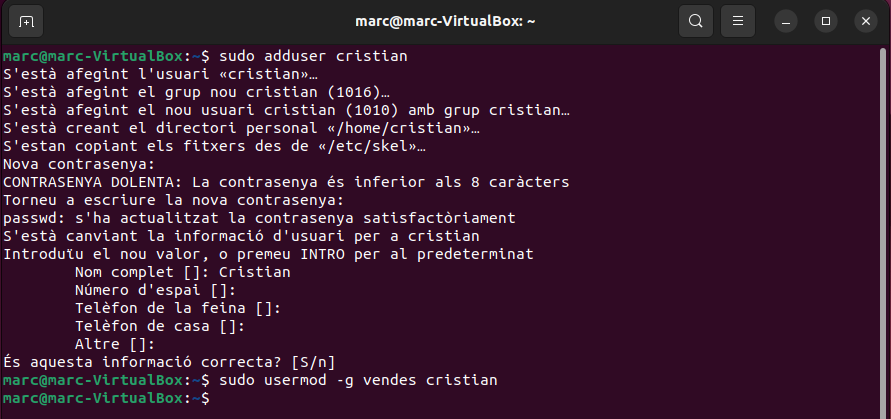 marc@marc-VirtualBox: ~
marc@marc-VirtualBox:~$ sudo adduser cristian
S'està afegint l'usuari «cristian»…
S'està afegint el grup nou cristian (1016)…
S'està afegint el nou usuari cristian (1010) amb grup cristian…
S'està creant el directori personal «/home/cristian»…
S'estan copiant els fitxers des de «/etc/skel»…
Nova contrasenya:
CONTRASENYA DOLENTA: La contrasenya és inferior als 8 caràcters
Torneu a escriure la nova contrasenya:
passwd: s'ha actualitzat la contrasenya satisfactòriament
S'està canviant la informació d'usuari per a cristian
Introduïu el nou valor, o premeu INTRO per al predeterminat
Nom complet []: Cristian
Número d'espai []:
Telèfon de la feina []:
Telèfon de casa []:
Altre []:
És aquesta informació correcta? [S/n]
marc@marc-VirtualBox:~$ sudo usermod -g vendes cristian
marc@marc-VirtualBox:~$